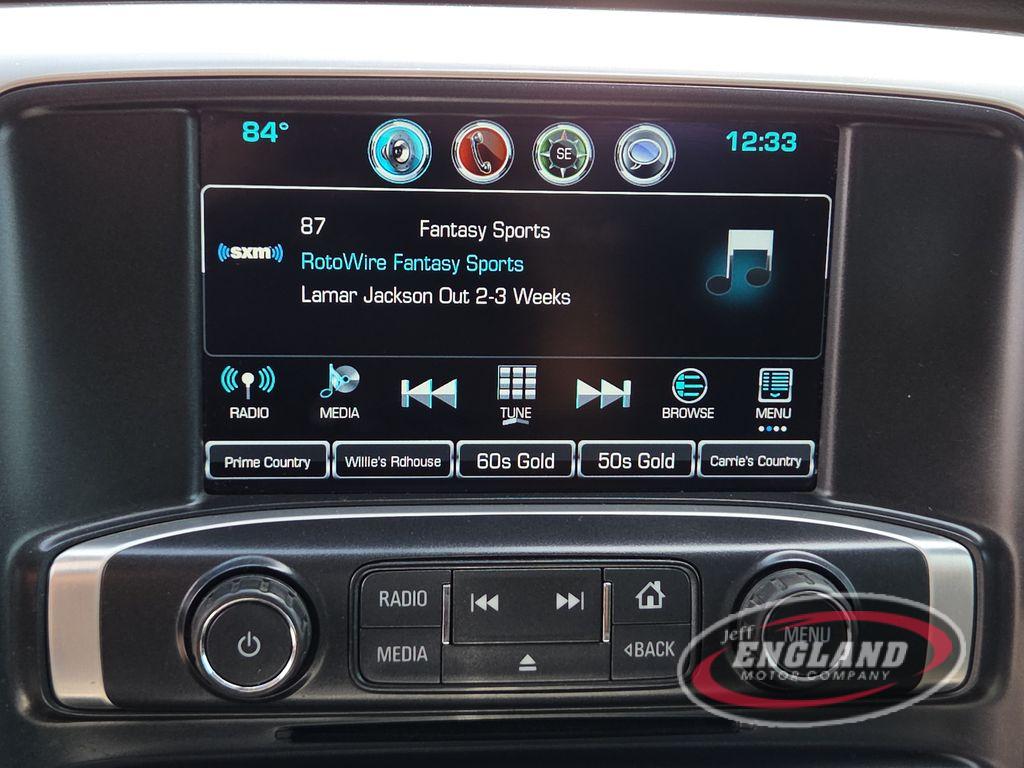 84°
SE
12:33
87 Fantasy Sports
((sxm))
RotoWire Fantasy Sports
Lamar Jackson Out 2-3 Weeks
RADIO
MEDIA
TUNE
BROWSE
MENU
Prime Country
Willie's Rdhouse
60s Gold
50s Gold
Carrie's Country
RADIO
MEDIA
BACK
MENU
Jeff
ENGLAND
MOTOR COMPANY